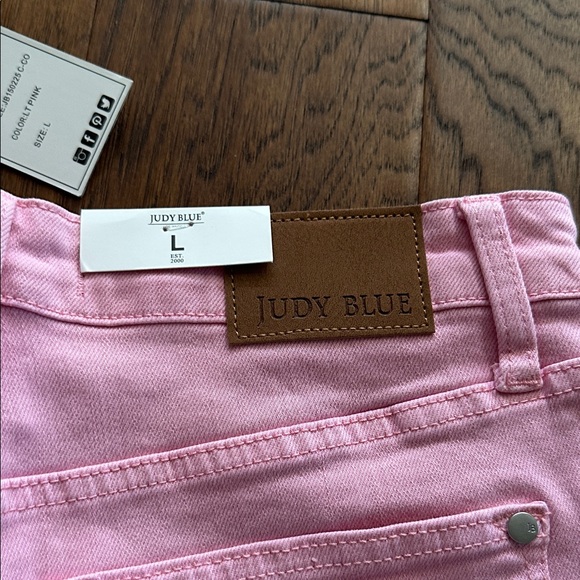 JB150225 C-CO
COLOR:LT PINK
SIZE: L
JUDY BLUE®
L
EST.
2000
JUDY BLUE